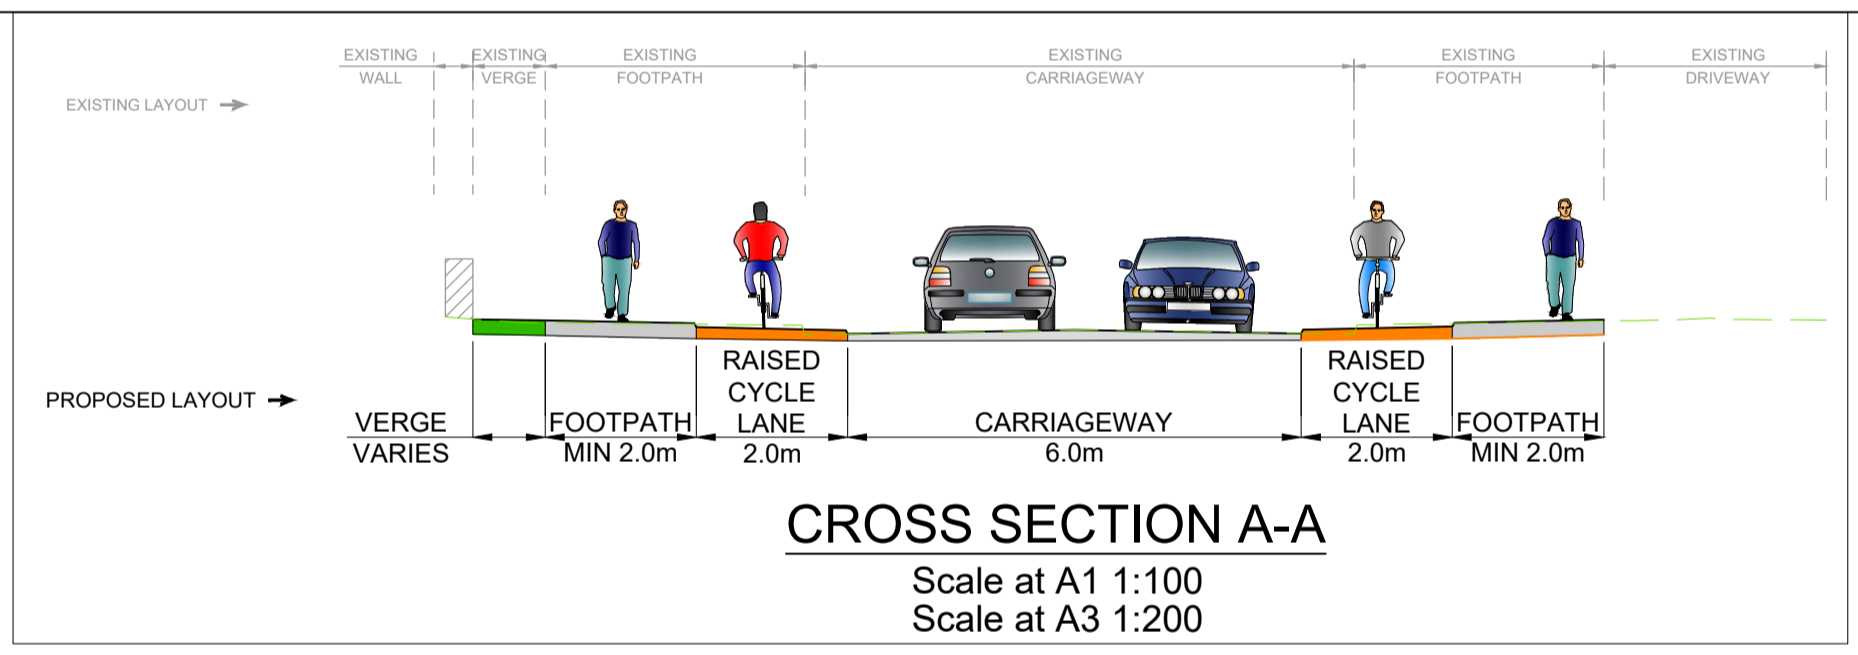 EXISTING
WALL
EXISTING
VERGE
EXISTING
FOOTPATH
EXISTING
CARRIAGEWAY
EXISTING
FOOTPATH
EXISTING
DRIVEWAY
EXISTING LAYOUT
PROPOSED LAYOUT
VERGE
VARIES
FOOTPATH
MIN 2.0m
RAISED
CYCLE
LANE
2.0m
CARRIAGEWAY
6.0m
RAISED
CYCLE
LANE
2.0m
FOOTPATH
MIN 2.0m
CROSS SECTION A-A
Scale at A1 1:100
Scale at A3 1:200